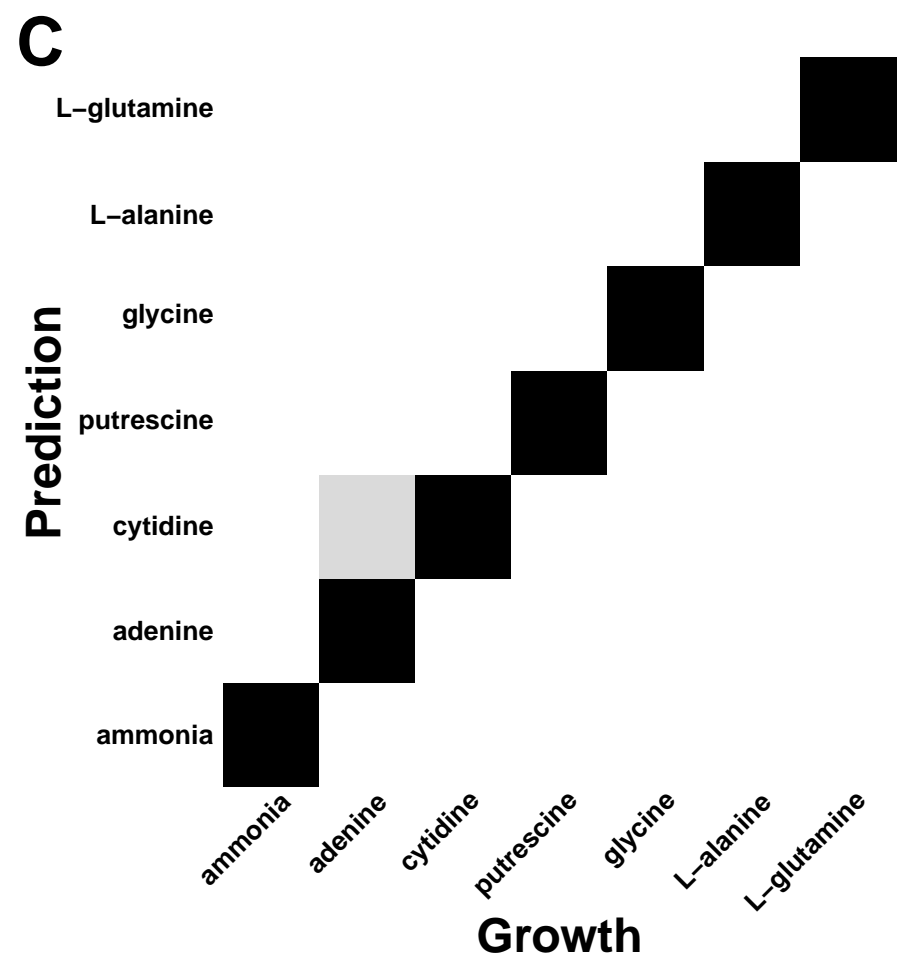 C
L–glutamine
L–alanine
glycine
putrescine
cytidine
adenine
ammonia
Prediction
ammonia
adenine
cytidine
putrescine
glycine
L–alanine
L–glutamine
Growth